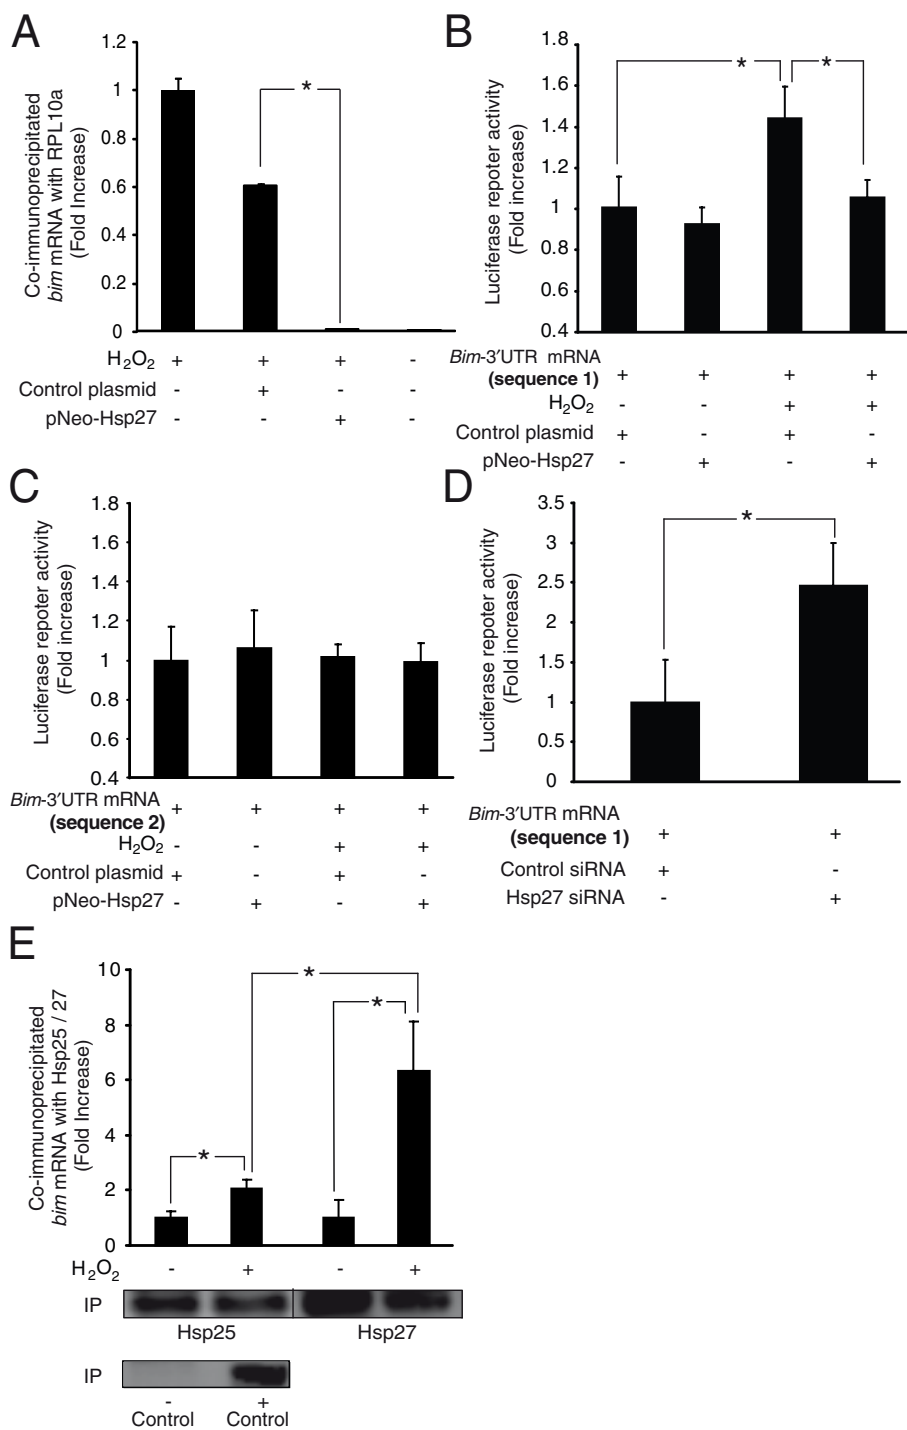 A
Co-immunoprecipitated
bim mRNA with RPL10a
(Fold Increase)
1.2
1
0.8
0.6
0.4
0.2
0
*
H2O2 + + + -
Control plasmid - + - -
pNeo-Hsp27 - - + -
B
Luciferase repoter activity
(Fold increase)
1.8
1.6
1.4
1.2
1
0.8
0.6
0.4
* *
Bim-3'UTR mRNA
(sequence 1) + + + +
H2O2 - - + +
Control plasmid + - + -
pNeo-Hsp27 - + - +
C
Luciferase repoter activity
(Fold increase)
1.8
1.6
1.4
1.2
1
0.8
0.6
0.4
Bim-3'UTR mRNA + + + +
(sequence 2)
H2O2 - - + +
Control plasmid + - + -
pNeo-Hsp27 - + - +
D
Luciferase repoter activity
(Fold increase)
3.5
3
2.5
2
1.5
1
0.5
0
*
Bim-3'UTR mRNA
(sequence 1) + +
Control siRNA + -
Hsp27 siRNA - +
E
Co-immunoprecipitated
bim mRNA with Hsp25 / 27
(Fold Increase)
10
8
6
4
2
0
*
*
*
H2O2 - + - +
IP
Hsp25 Hsp27
IP
- +
Control Control